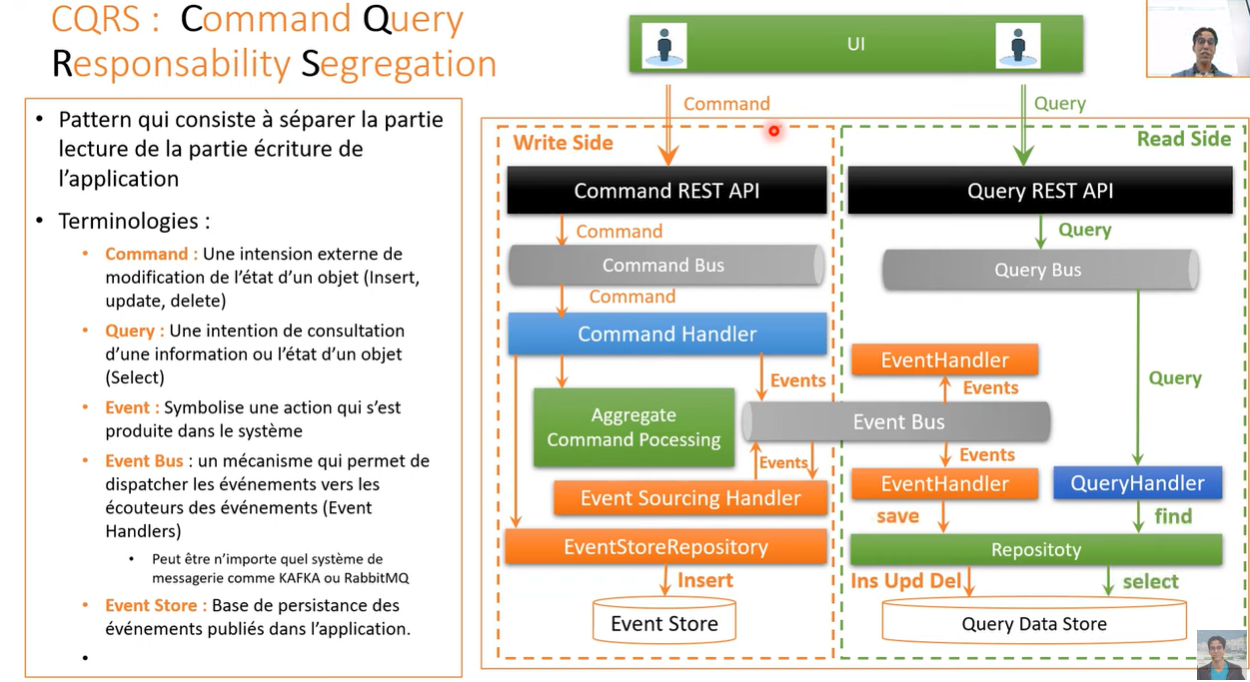 CQRS : Command Query
Responsability Segregation
• Pattern qui consiste à séparer la partie
lecture de la partie écriture de
l'application
• Terminologies :
• Command : Une intension externe de
modification de l'état d'un objet (Insert,
update, delete)
• Query : Une intention de consultation
d'une information ou l'état d'un objet
(Select)
• Event : Symbolise une action qui s'est
produite dans le système
• Event Bus : un mécanisme qui permet de
dispatcher les événements vers les
écouteurs des événements (Event
Handlers)
• Peut être n'importe quel système de
messagerie comme KAFKA ou RabbitMQ
• Event Store : Base de persistance des
événements publiés dans l'application.
•
UI
Command
Query
Write Side
Read Side
Command REST API
Query REST API
Command
Query
Command Bus
Query Bus
Command
Command Handler
EventHandler
Events
Events
Query
Aggregate
Command Pocessing
Event Bus
Events
Events
Event Sourcing Handler
EventHandler
QueryHandler
save
find
EventStoreRepository
Repositoty
Insert
Ins Upd Del
select
Event Store
Query Data Store